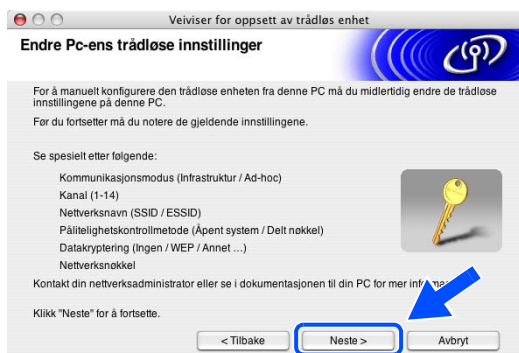 Veiviser for oppsett av trådløs enhet
Endre Pc-ens trådløse innstillinger
For å manuelt konfigurere den trådløse enheten fra denne PC må du midlertidig endre de trådløse
innstillingene på denne PC.
Før du fortsetter må du notere de gjeldende innstillingene.
Se spesielt etter følgende:
Kommunikasjonsmodus (Infrastruktur / Ad-hoc)
Kanal (1-14)
Nettverksnavn (SSID / ESSID)
Pålitelighetskontrollmetode (Åpent system / Delt nøkkel)
Datakryptering (Ingen / WEP / Annet ...)
Nettverksnøkkel
Kontakt din nettverksadministrator eller se i dokumentasjonen til din PC for mer
Klikk "Neste" for å fortsette.
< Tilbake
Neste >
Avbryt